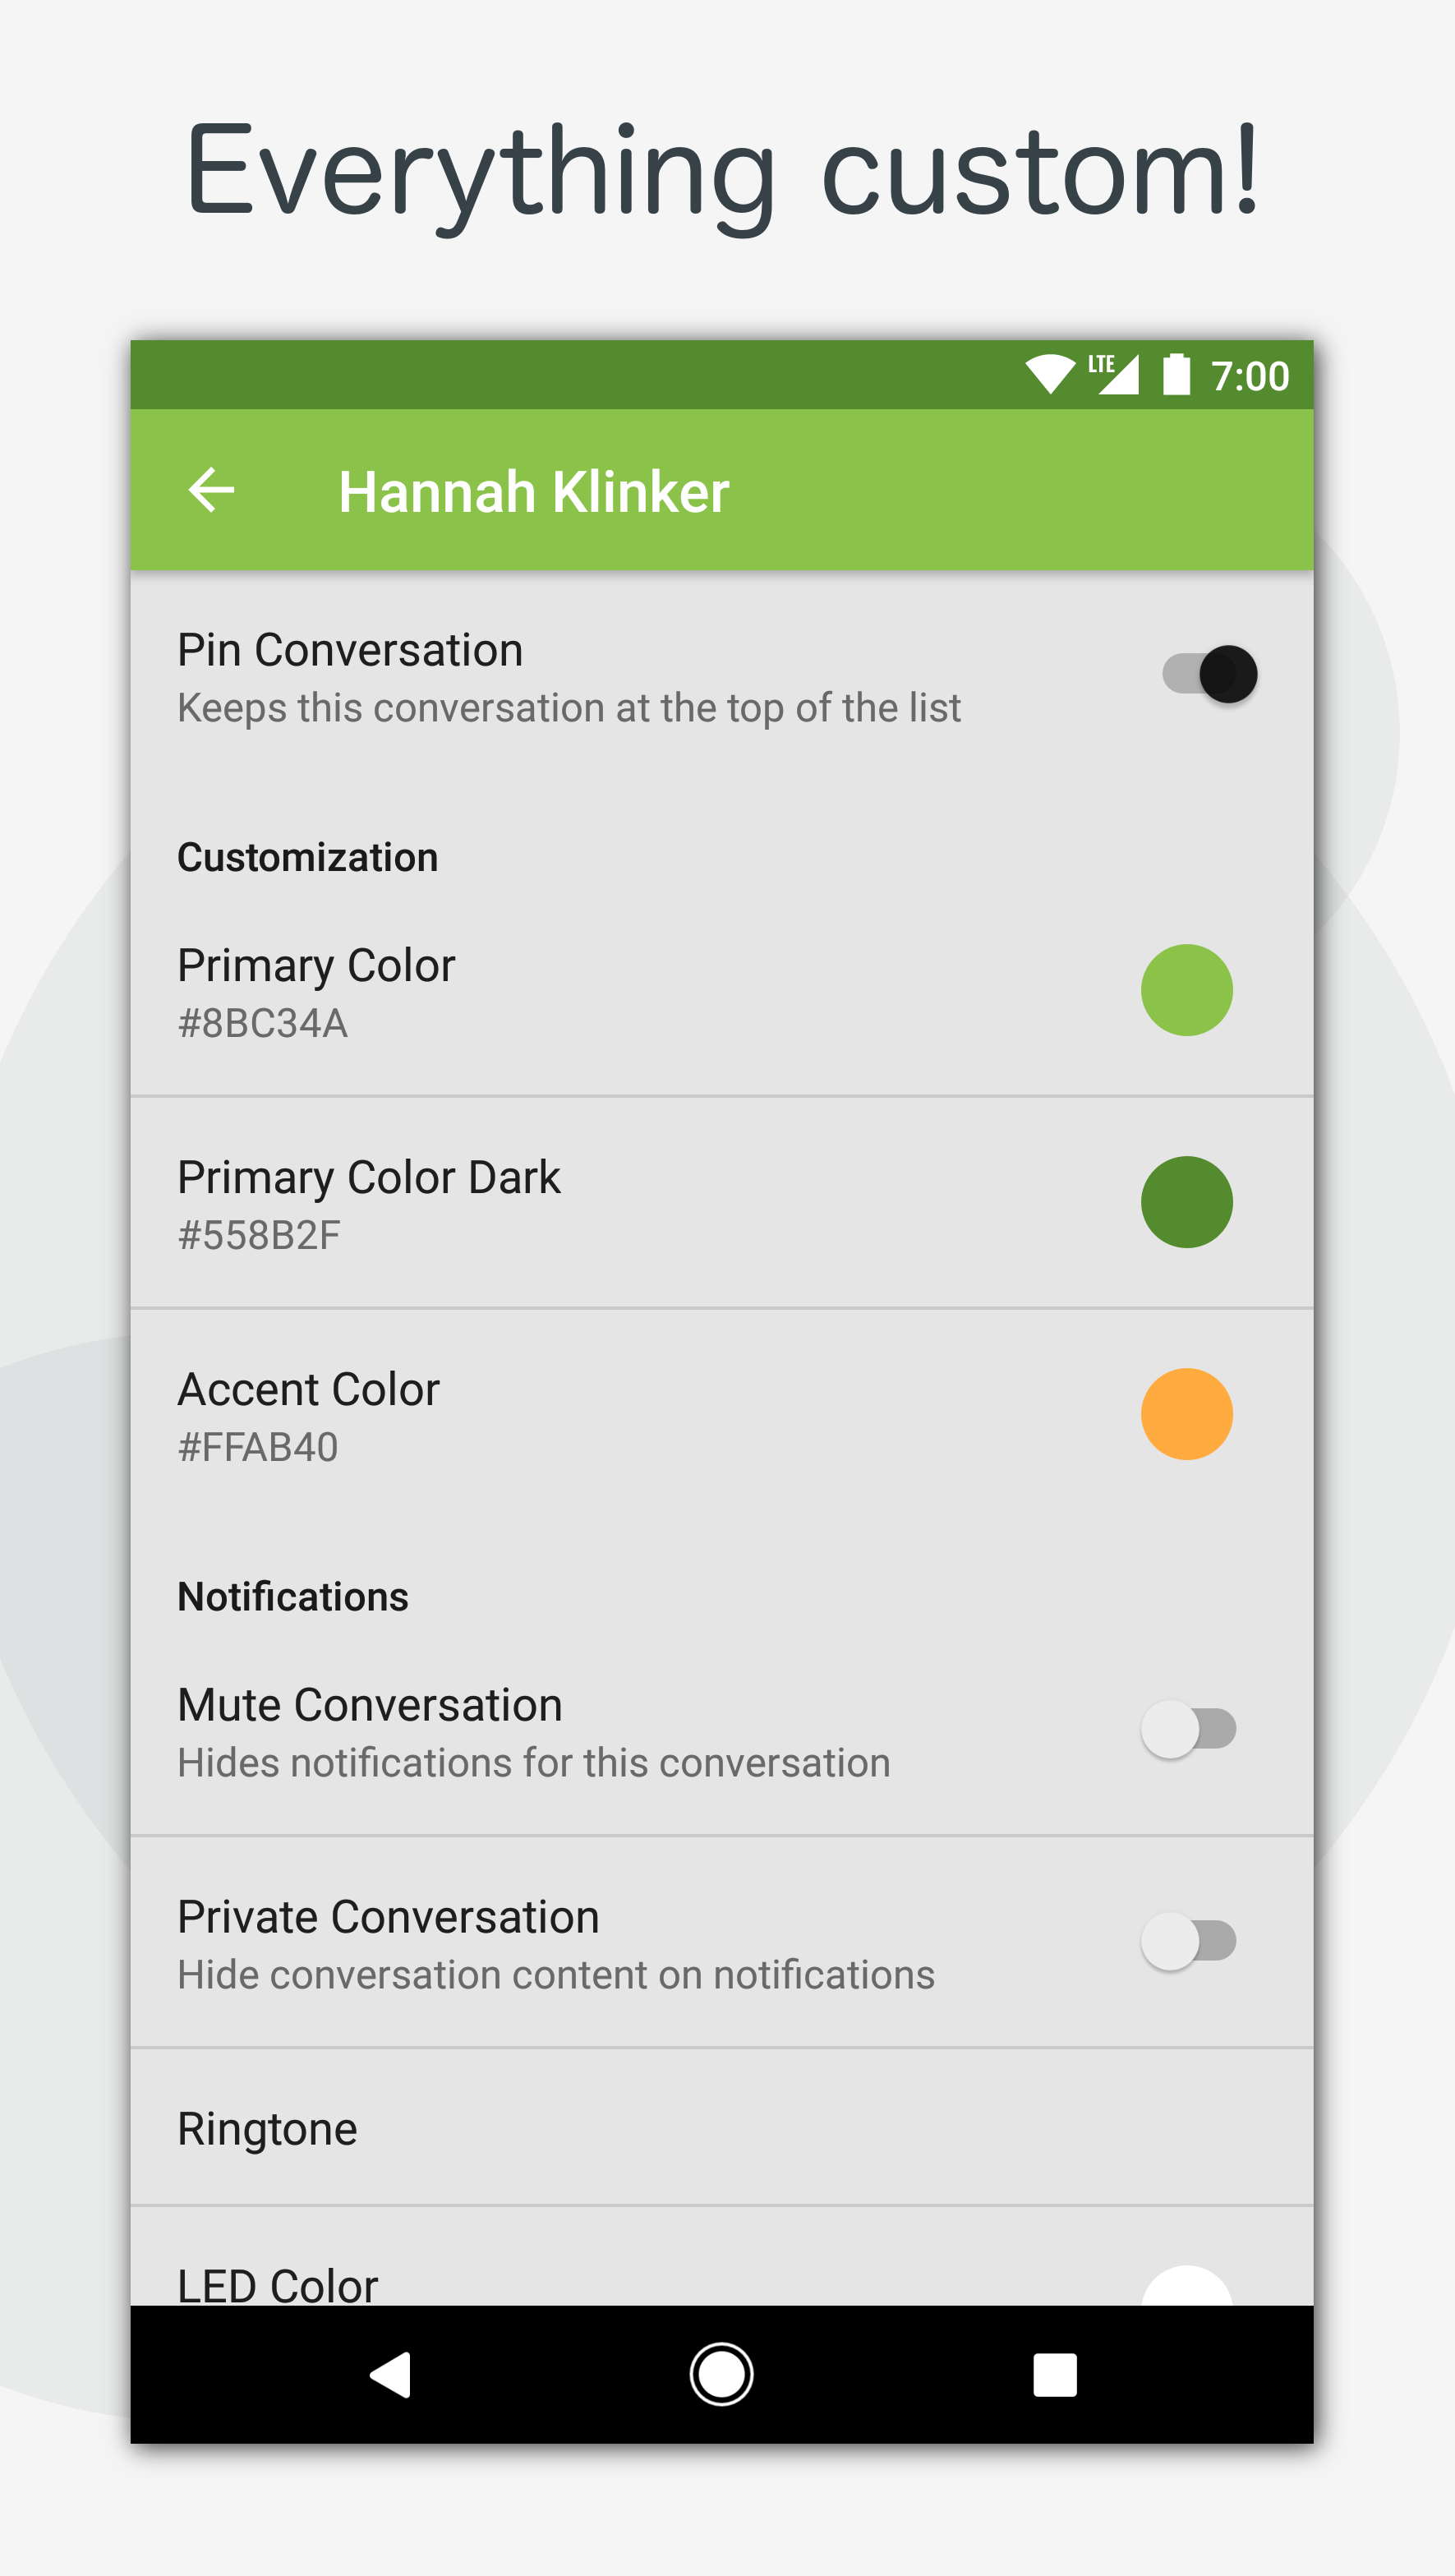 Everything custom!
LTE 7:00
Hannah Klinker
Pin Conversation
Keeps this conversation at the top of the list
Customization
Primary Color
#8BC34A
Primary Color Dark
#558B2F
Accent Color
#FFAB40
Notifications
Mute Conversation
Hides notifications for this conversation
Private Conversation
Hide conversation content on notifications
Ringtone
LED Color